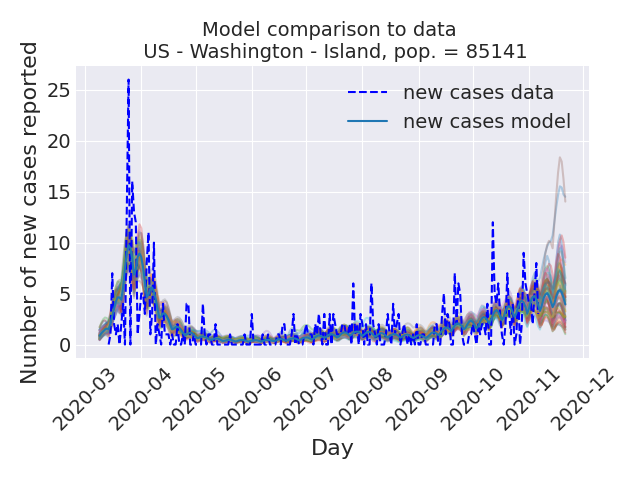 Model comparison to data
US - Washington - Island, pop. = 85141
Number of new cases reported
25
20
15
10
5
0
new cases data
new cases model
2020-03
2020-04
2020-05
2020-06
2020-07
2020-08
2020-09
2020-10
2020-11
2020-12
Day